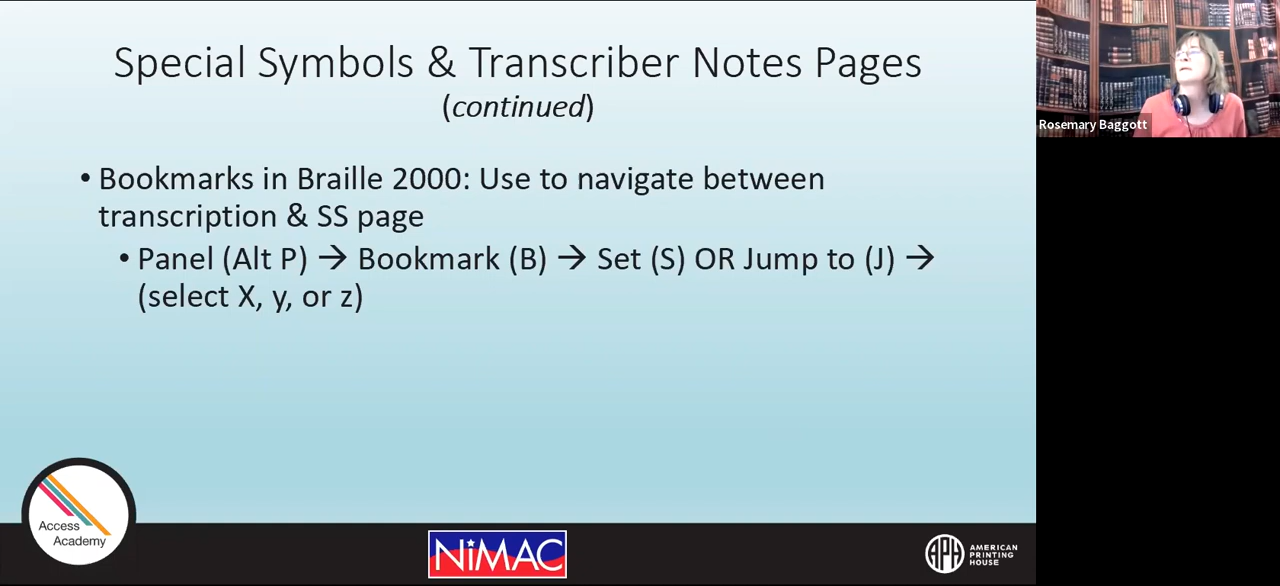 Special Symbols & Transcriber Notes Pages
(continued)
• Bookmarks in Braille 2000: Use to navigate between
transcription & SS page
• Panel (Alt P) → Bookmark (B) → Set (S) OR Jump to (J) →
(select X, y, or z)
Rosemary Baggott
Access
Academy
NiMAC
APH
AMERICAN
PRINTING
HOUSE